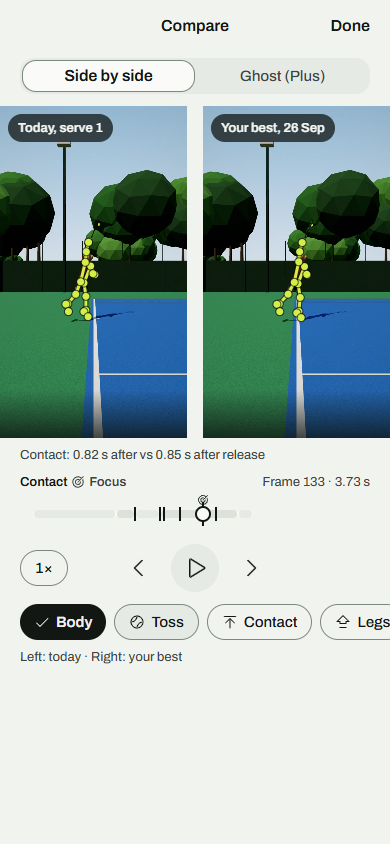 Compare
Done
Side by side
Ghost (Plus)
Today, serve 1
Your best, 26 Sep
Contact: 0.82 s after vs 0.85 s after release
Contact Focus
Frame 133 · 3.73 s
1×
Body
Toss
Contact
Legs
Left: today · Right: your best